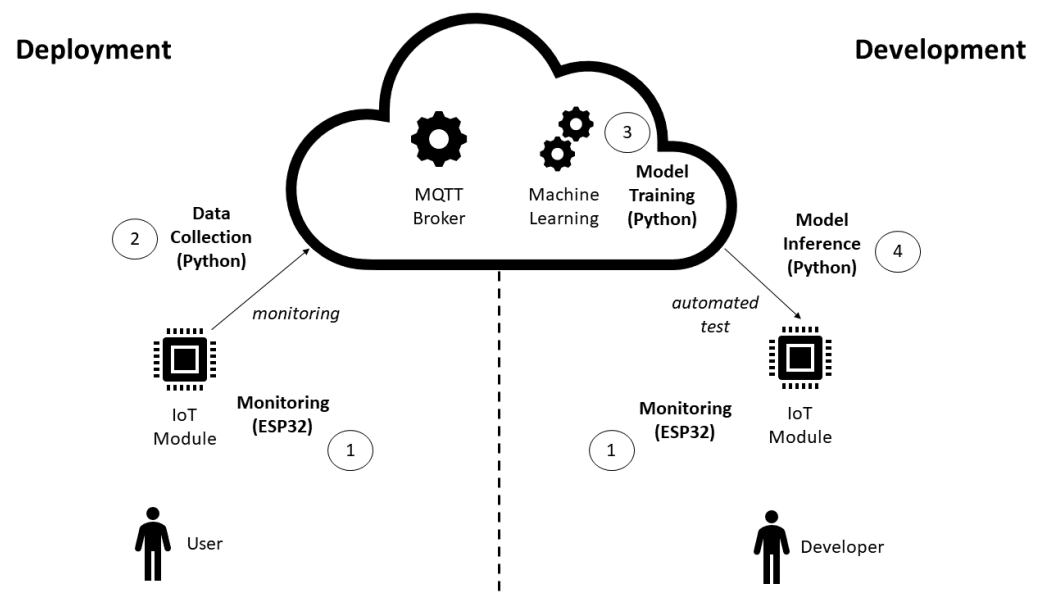 Deployment
Development
3
MQTT
Broker
Machine
Learning
Model
Training
(Python)
2
Data
Collection
(Python)
Model
Inference
(Python)
4
monitoring
automated
test
IoT
Module
Monitoring
(ESP32)
1
Monitoring
(ESP32)
1
IoT
Module
User
Developer